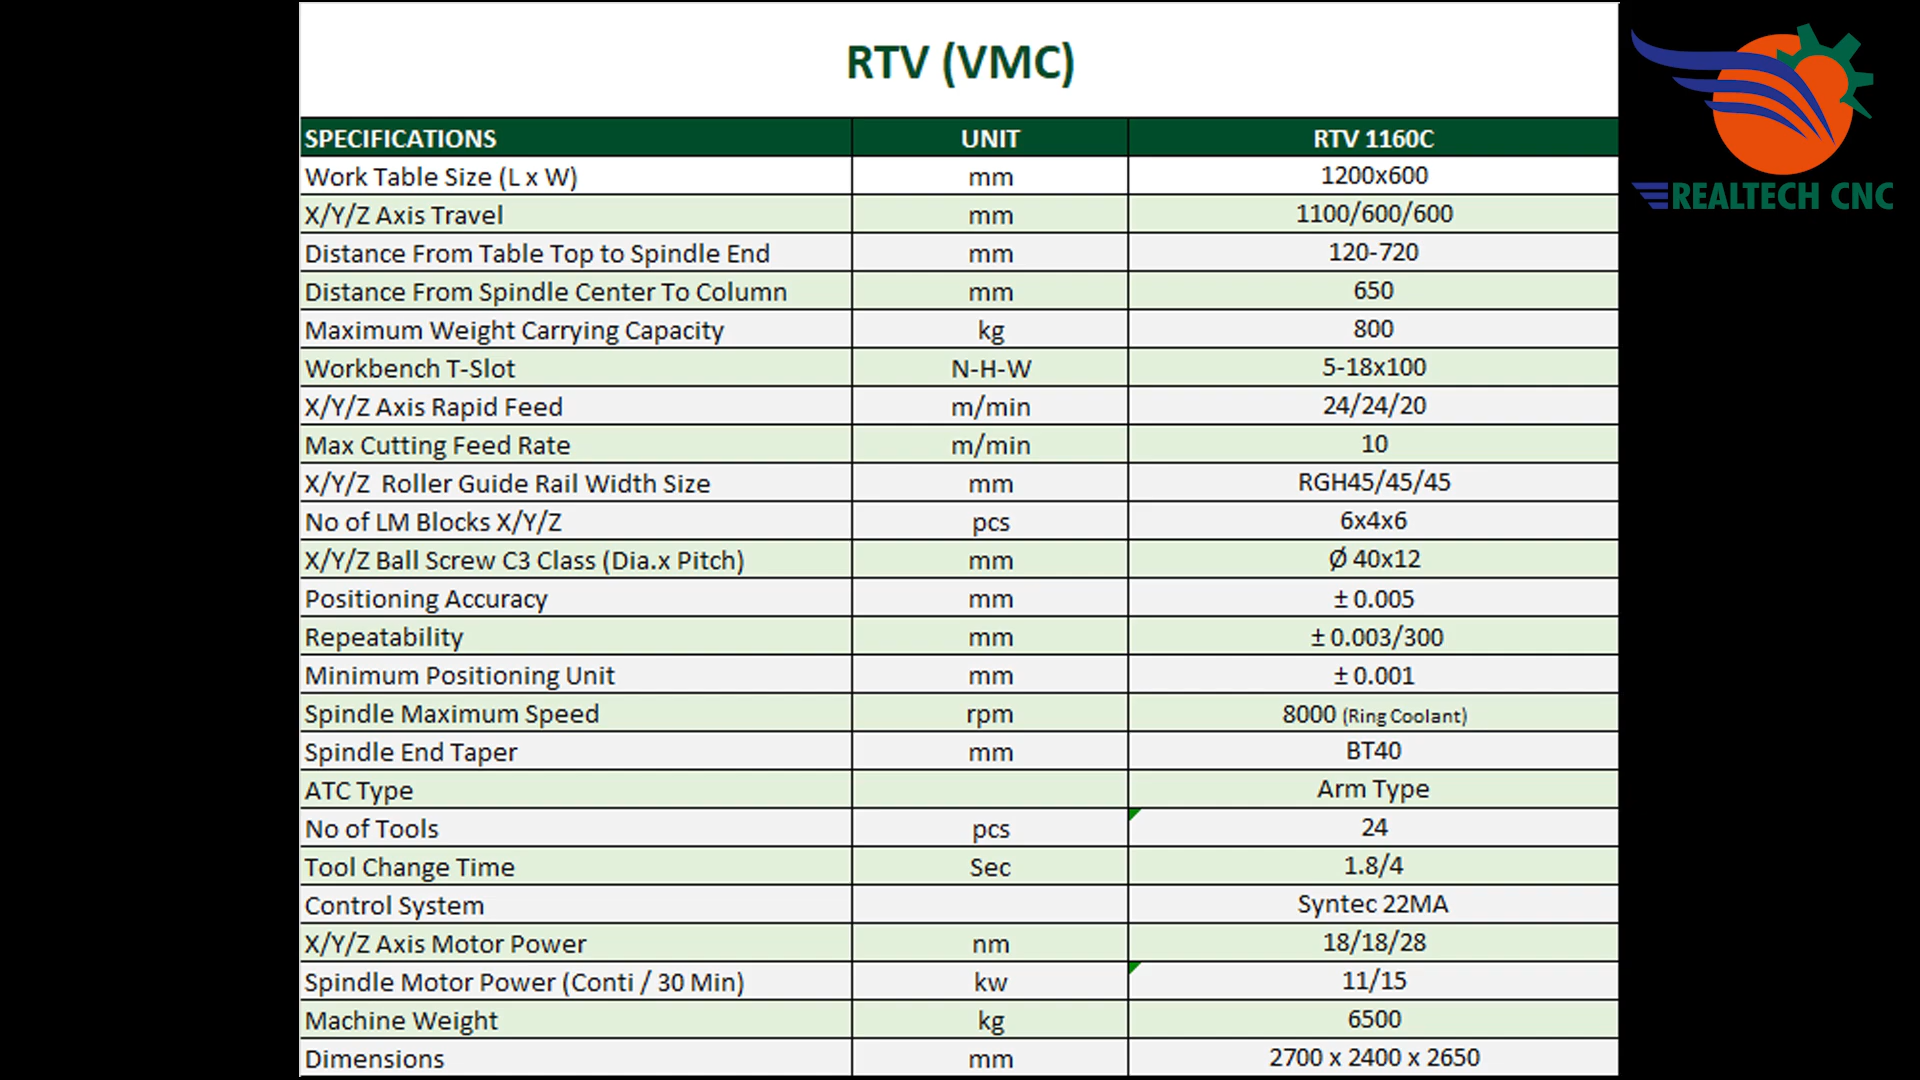 RTV (VMC)
REALTECH CNC
SPECIFICATIONS UNIT RTV 1160C
Work Table Size (L x W) mm 1200x600
X/Y/Z Axis Travel mm 1100/600/600
Distance From Table Top to Spindle End mm 120-720
Distance From Spindle Center To Column mm 650
Maximum Weight Carrying Capacity kg 800
Workbench T-Slot N-H-W 5-18x100
X/Y/Z Axis Rapid Feed m/min 24/24/20
Max Cutting Feed Rate m/min 10
X/Y/Z Roller Guide Rail Width Size mm RGH45/45/45
No of LM Blocks X/Y/Z pcs 6x4x6
X/Y/Z Ball Screw C3 Class (Dia.x Pitch) mm Ø 40x12
Positioning Accuracy mm ± 0.005
Repeatability mm ± 0.003/300
Minimum Positioning Unit mm ± 0.001
Spindle Maximum Speed rpm 8000 (Ring Coolant)
Spindle End Taper mm BT40
ATC Type Arm Type
No of Tools pcs 24
Tool Change Time Sec 1.8/4
Control System Syntec 22MA
X/Y/Z Axis Motor Power nm 18/18/28
Spindle Motor Power (Conti / 30 Min) kw 11/15
Machine Weight kg 6500
Dimensions mm 2700 x 2400 x 2650